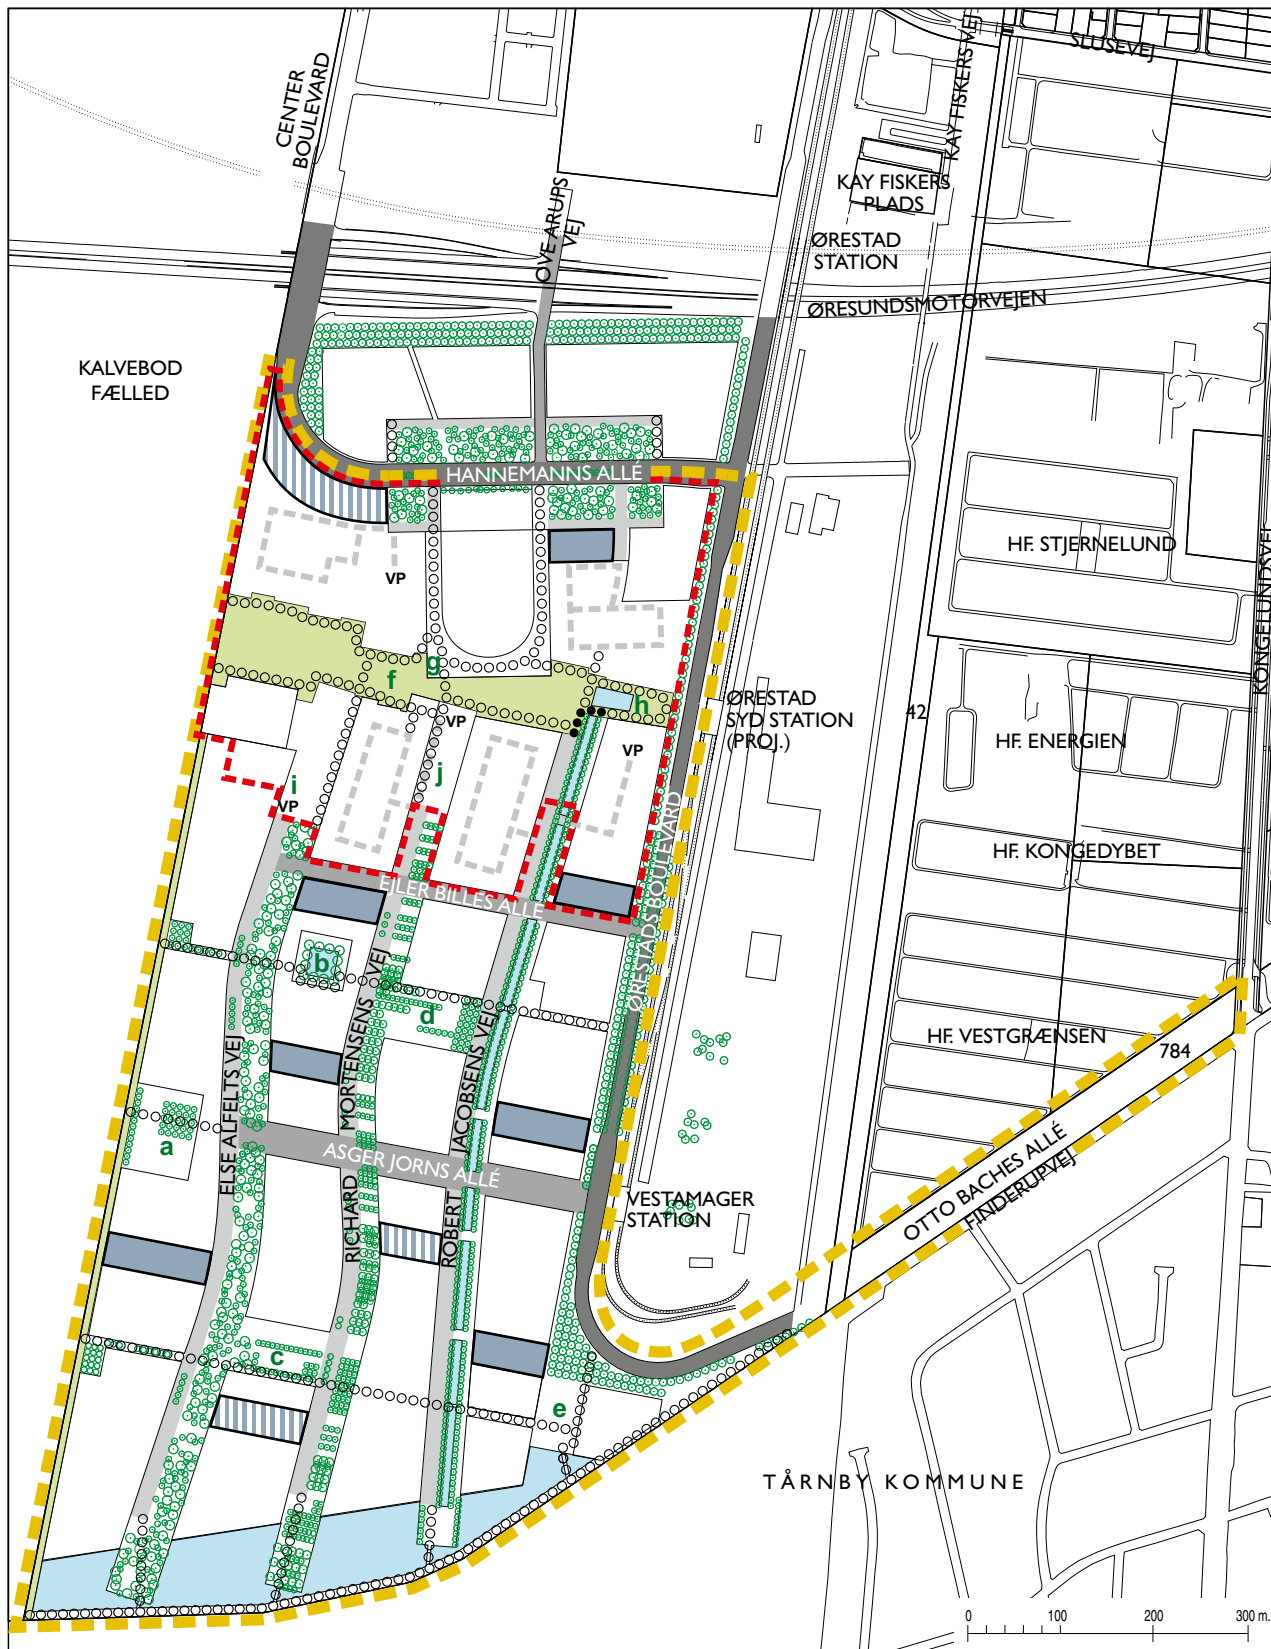 SLUSEVEJ
KAY FISKERS VEJ
CENTER
BOULEVARD
KAY FISKERS
PLADS
OVE ARUPS
VEJ
ØRESTAD
STATION
ØRESUNDSMOTORVEJEN
KALVEBOD
FÆLLED
HANNEMANNS ALLÉ
HF. STJERNELUND
KONGELUNDSVEJ
VP
g
f
h
ØRESTAD
SYD STATION
(PROJ.)
42
VP
VP
HF. ENERGIEN
j
i
VP
ØRESTADS BOULEVARD
HF. KONGEDYBET
EJLER BILLES ALLÉ
b
d
HF. VESTGRÆNSEN
784
ELSE ALFELTS VEJ
RICHARD MORTENSENS VEJ
ROBERT JACOBSENS VEJ
a
ASGER JORNS ALLÉ
OTTO BACHES ALLÉ
FINDERUPVEJ
VESTAMAGER
STATION
c
e
TÅRNBY KOMMUNE
0 100 200 300 m.